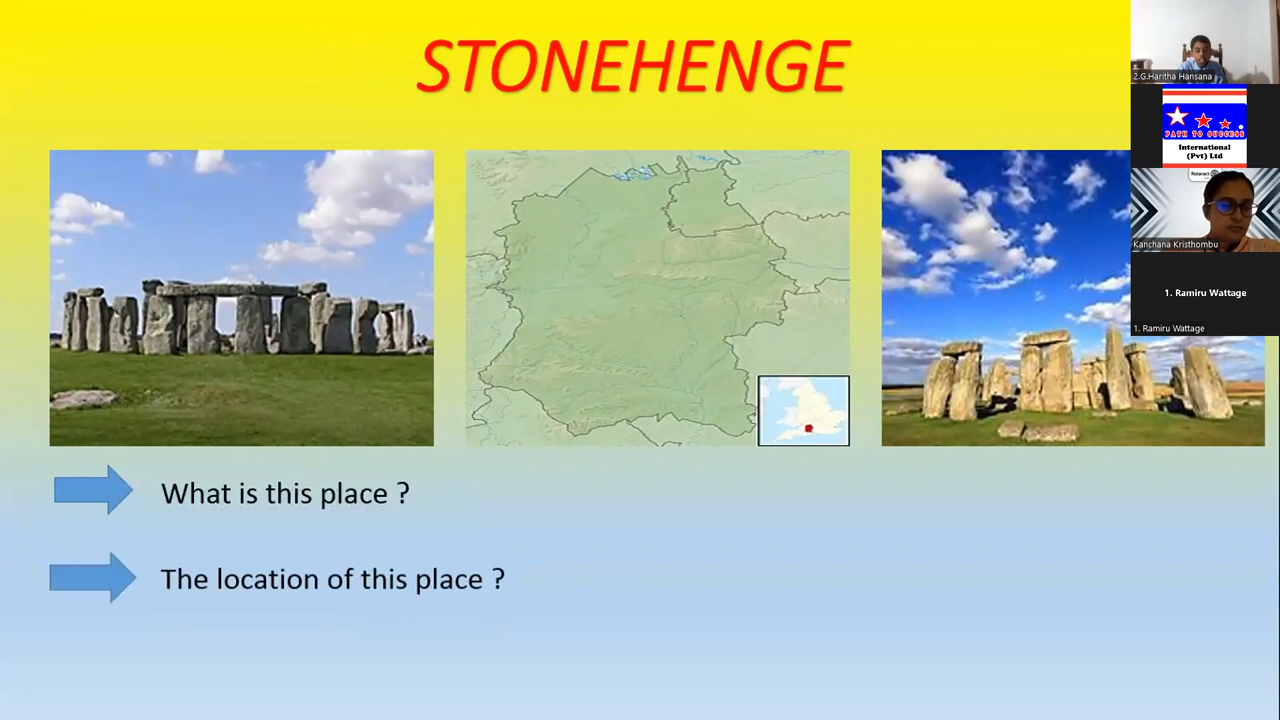 STONEHENGE
What is this place ?
The location of this place ?
2.G.Haritha Hansana
PATH TO SUCCESS
International
(Pvt) Ltd
Rotaract
Kanchana Kristhombu
1. Ramiru Wattage
1. Ramiru Wattage